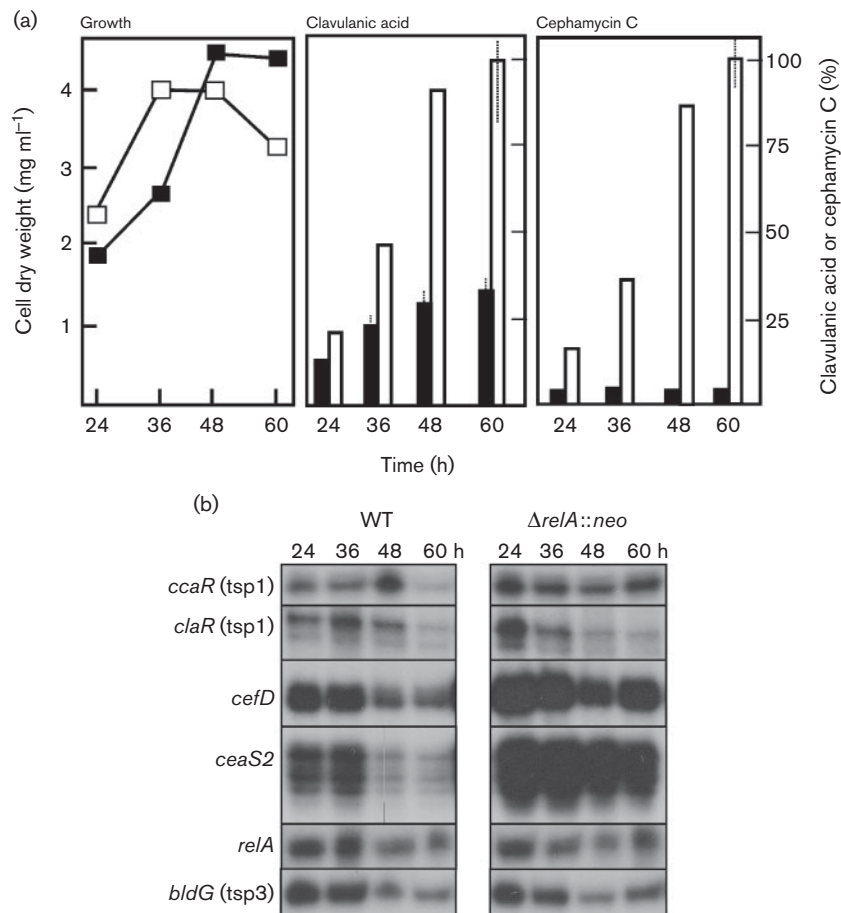 (a)
Growth
Clavulanic acid
Cephamycin C
Cell dry weight (mg ml⁻¹)
4
3
2
1
100
75
50
25
Clavulanic acid or cephamycin C (%)
24 36 48 60 24 36 48 60 24 36 48 60
Time (h)
(b)
WT
ΔrelA::neo
24 36 48 60 h 24 36 48 60 h
ccaR (tsp1)
claR (tsp1)
cefD
ceaS2
relA
bldG (tsp3)